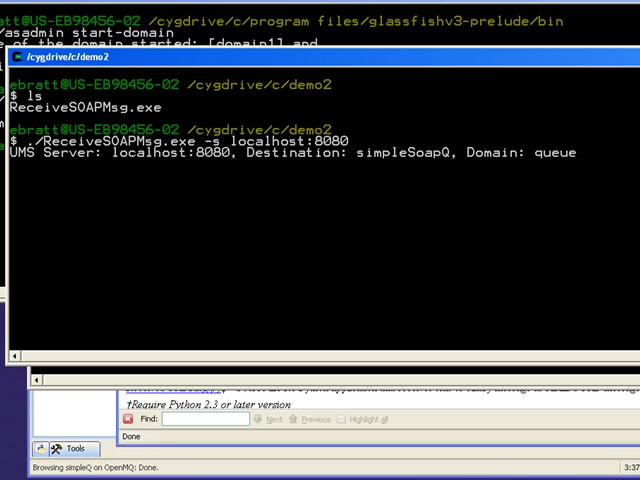 att@US-EB98456-02 /cygdrive/c/program files/glassfishv3-prelude/bin
/asadmin start-domain
e of the domain started: [domain1] and
/cygdrive/c/demo2
ebratt@US-EB98456-02 /cygdrive/c/demo2
$ ls
ReceiveSOAPMsg.exe
ebratt@US-EB98456-02 /cygdrive/c/demo2
$ ./ReceiveSOAPMsg.exe -s localhost:8080
UMS Server: localhost:8080, Destination: simpleSoapQ, Domain: queue
†Require Python 2.3 or later version
Find: Next Previous Highlight all
Done
Tools
Browsing simpleQ on OpenMQ: Done. 3:37